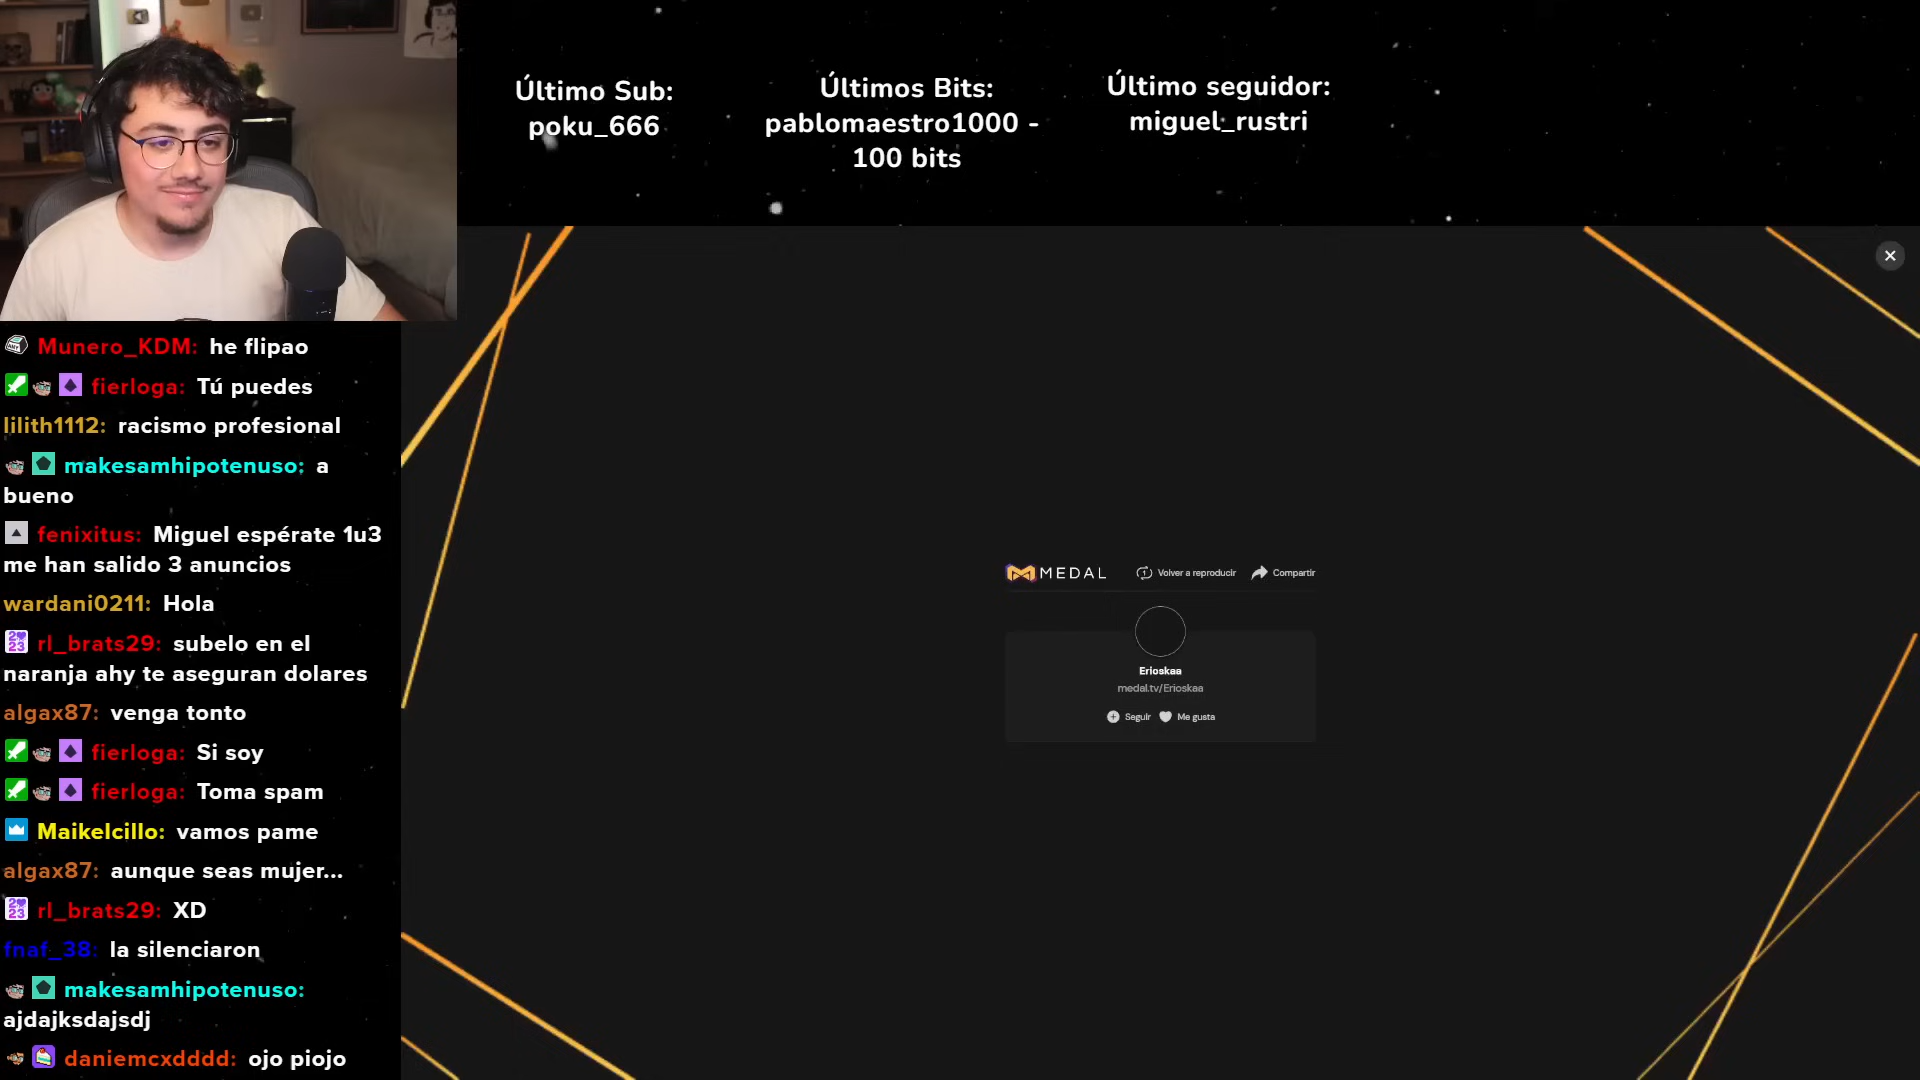 Último Sub:
poku_666
Últimos Bits:
pablomaestro1000 -
100 bits
Último seguidor:
miguel_rustri
Munero_KDM: he flipao
fierloga: Tú puedes
lilith1112: racismo profesional
makesamhipotenuso: a
bueno
fenixitus: Miguel espérate 1u3
me han salido 3 anuncios
wardani0211: Hola
rl_brats29: subelo en el
naranja ahy te aseguran dolares
algax87: venga tonto
fierloga: Si soy
fierloga: Toma spam
Maikelcillo: vamos pame
algax87: aunque seas mujer...
rl_brats29: XD
fnaf_38: la silenciaron
makesamhipotenuso:
ajdajksdajsdj
daniemcxdddd: ojo piojo
MEDAL
Volver a reproducir
Compartir
Erioskaa
medal.tv/Erioskaa
Seguir
Me gusta